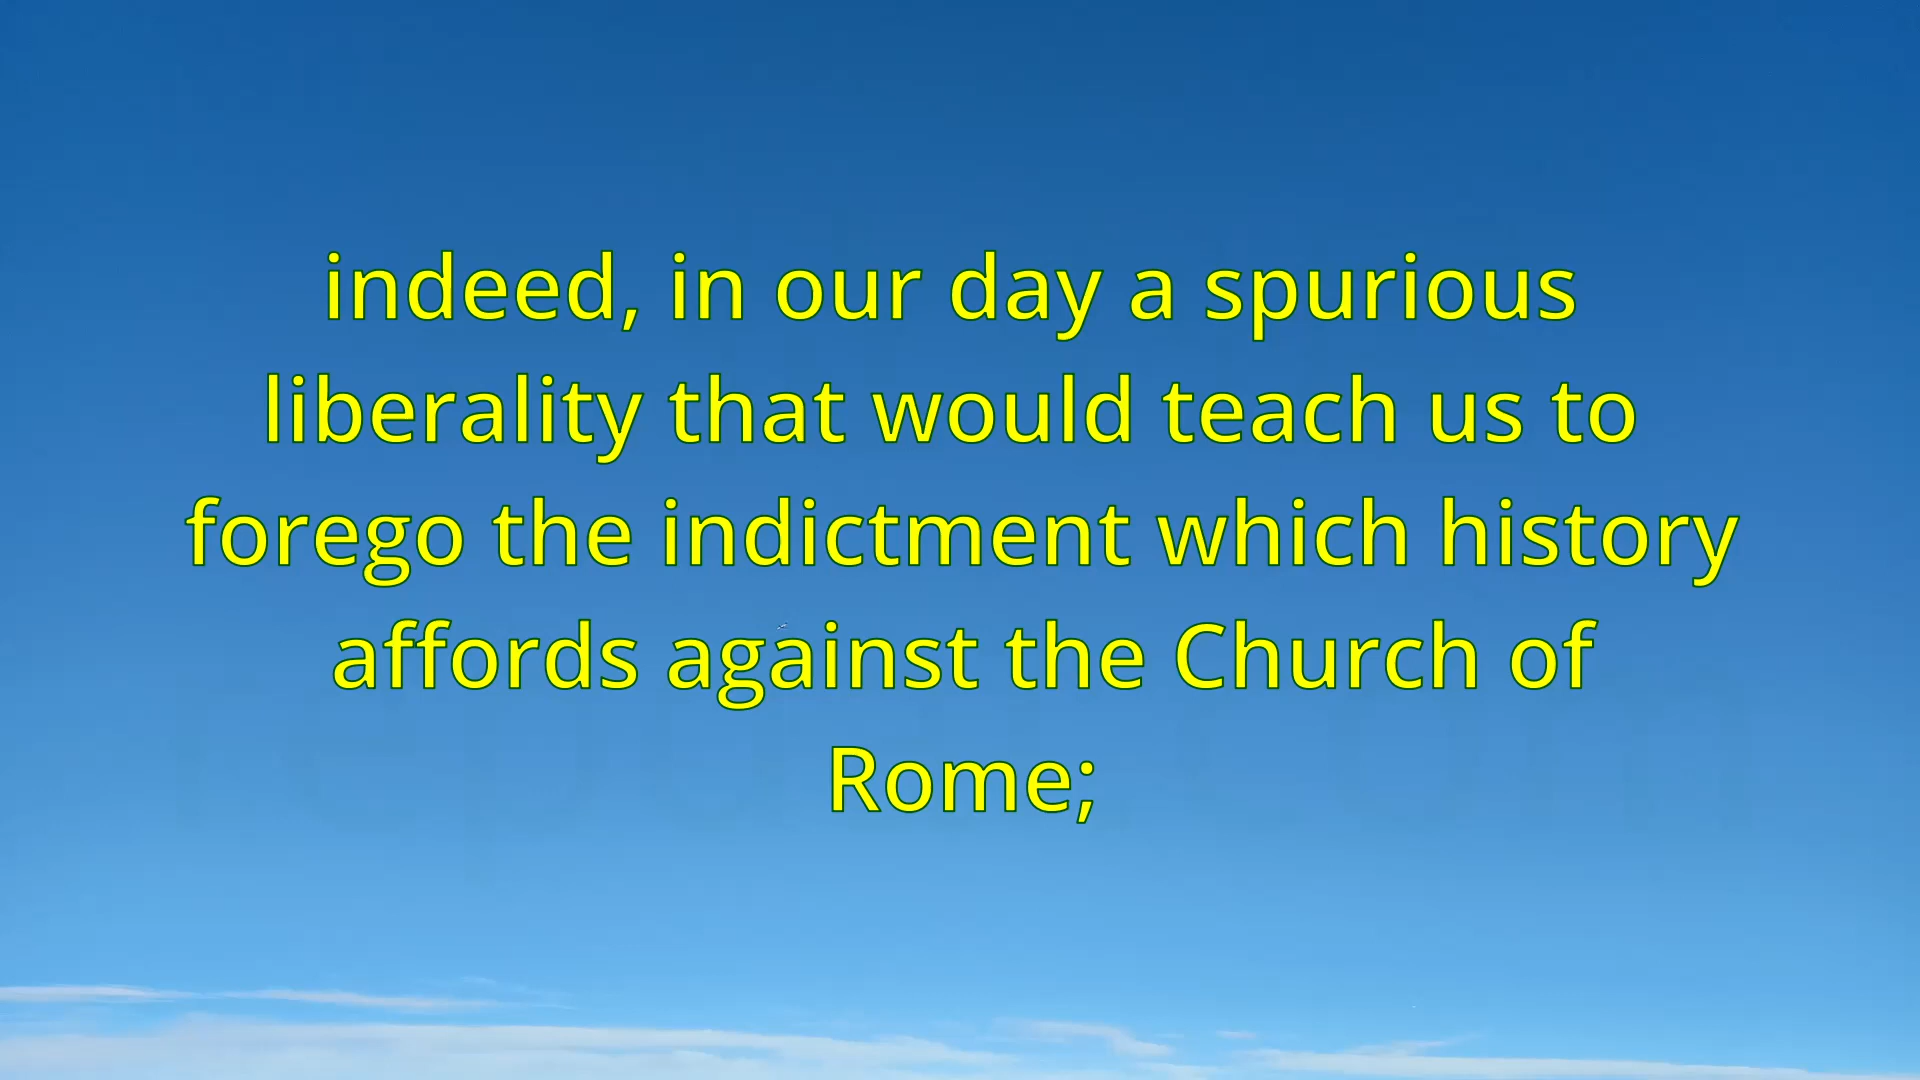 indeed, in our day a spurious
liberality that would teach us to
forego the indictment which history
affords against the Church of
Rome;